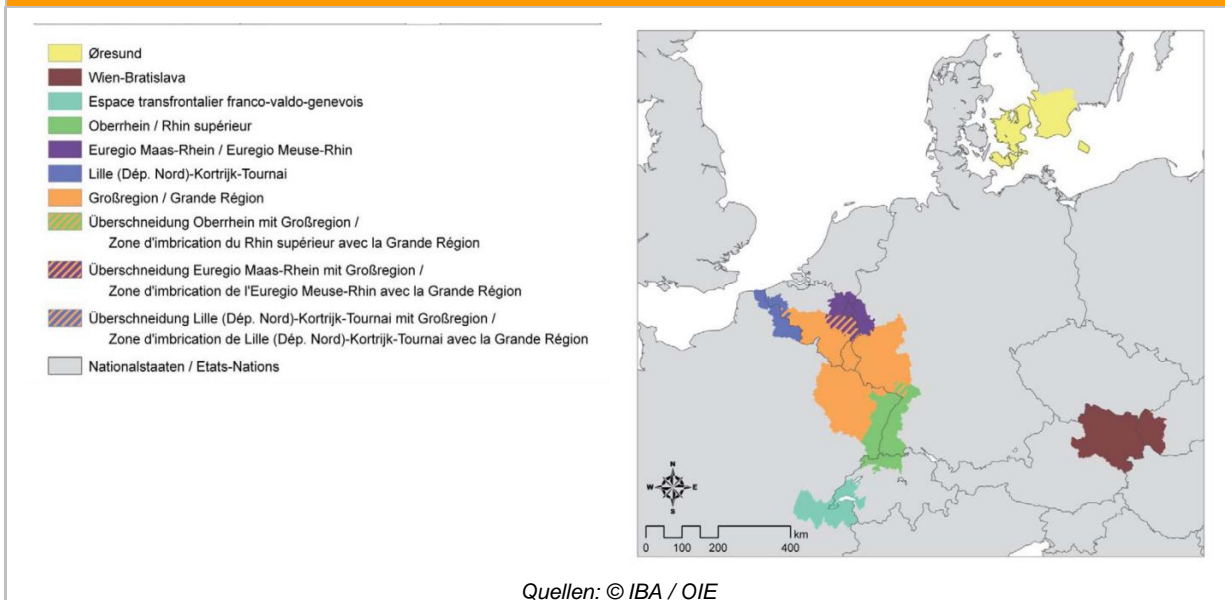 Øresund
Wien-Bratislava
Espace transfrontalier franco-valdo-genevois
Oberrhein / Rhin supérieur
Euregio Maas-Rhein / Euregio Meuse-Rhin
Lille (Dép. Nord)-Kortrijk-Tournai
Großregion / Grande Région
Überschneidung Oberrhein mit Großregion /
Zone d'imbrication du Rhin supérieur avec la Grande Région
Überschneidung Euregio Maas-Rhein mit Großregion /
Zone d'imbrication de l'Euregio Meuse-Rhin avec la Grande Région
Überschneidung Lille (Dép. Nord)-Kortrijk-Tournai mit Großregion /
Zone d'imbrication de Lille (Dép. Nord)-Kortrijk-Tournai avec la Grande Région
Nationalstaaten / Etats-Nations
N
W E
S
km
0 100 200 400
Quellen: © IBA / OIE